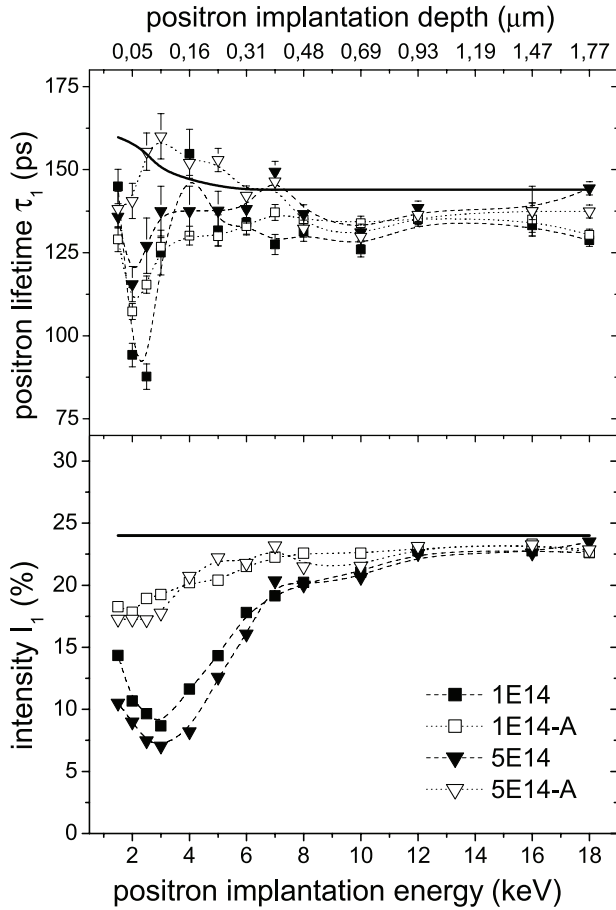 positron implantation depth (μm)
0,05 0,16 0,31 0,48 0,69 0,93 1,19 1,47 1,77
175
150
125
100
75
positron lifetime τ₁ (ps)
30
25
20
15
10
5
0
intensity I₁ (%)
1E14
1E14-A
5E14
5E14-A
2 4 6 8 10 12 14 16 18
positron implantation energy (keV)